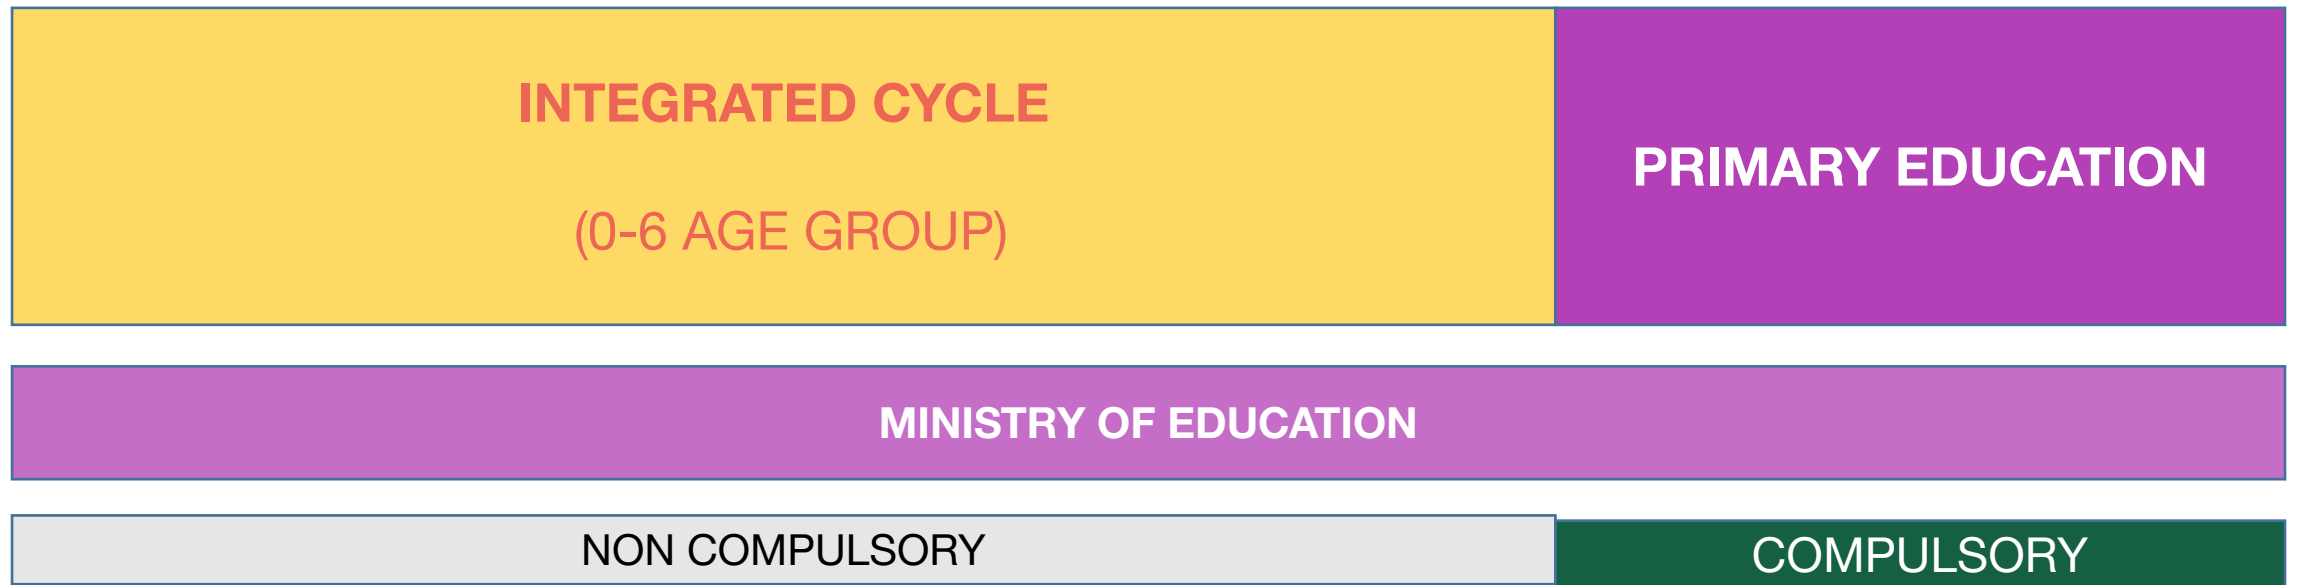 INTEGRATED CYCLE
(0-6 AGE GROUP)
PRIMARY EDUCATION
MINISTRY OF EDUCATION
NON COMPULSORY
COMPULSORY